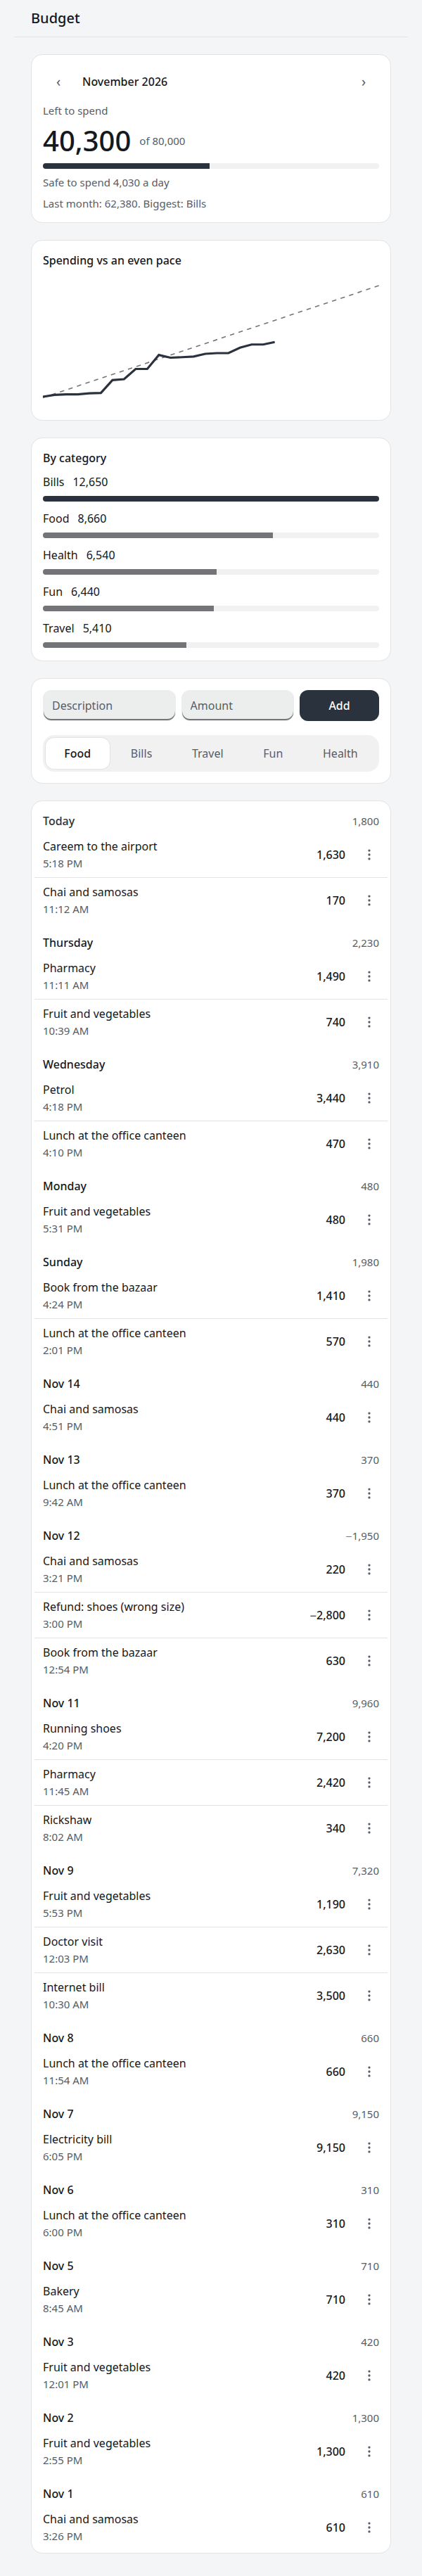 Budget
‹ November 2026 ›
Left to spend
40,300 of 80,000
Safe to spend 4,030 a day
Last month: 62,380. Biggest: Bills
Spending vs an even pace
By category
Bills 12,650
Food 8,660
Health 6,540
Fun 6,440
Travel 5,410
Description Amount Add
Food Bills Travel Fun Health
Today 1,800
Careem to the airport 1,630
5:18 PM
Chai and samosas 170
11:12 AM
Thursday 2,230
Pharmacy 1,490
11:11 AM
Fruit and vegetables 740
10:39 AM
Wednesday 3,910
Petrol 3,440
4:18 PM
Lunch at the office canteen 470
4:10 PM
Monday 480
Fruit and vegetables 480
5:31 PM
Sunday 1,980
Book from the bazaar 1,410
4:24 PM
Lunch at the office canteen 570
2:01 PM
Nov 14 440
Chai and samosas 440
4:51 PM
Nov 13 370
Lunch at the office canteen 370
9:42 AM
Nov 12 −1,950
Chai and samosas 220
3:21 PM
Refund: shoes (wrong size) −2,800
3:00 PM
Book from the bazaar 630
12:54 PM
Nov 11 9,960
Running shoes 7,200
4:20 PM
Pharmacy 2,420
11:45 AM
Rickshaw 340
8:02 AM
Nov 9 7,320
Fruit and vegetables 1,190
5:53 PM
Doctor visit 2,630
12:03 PM
Internet bill 3,500
10:30 AM
Nov 8 660
Lunch at the office canteen 660
11:54 AM
Nov 7 9,150
Electricity bill 9,150
6:05 PM
Nov 6 310
Lunch at the office canteen 310
6:00 PM
Nov 5 710
Bakery 710
8:45 AM
Nov 3 420
Fruit and vegetables 420
12:01 PM
Nov 2 1,300
Fruit and vegetables 1,300
2:55 PM
Nov 1 610
Chai and samosas 610
3:26 PM